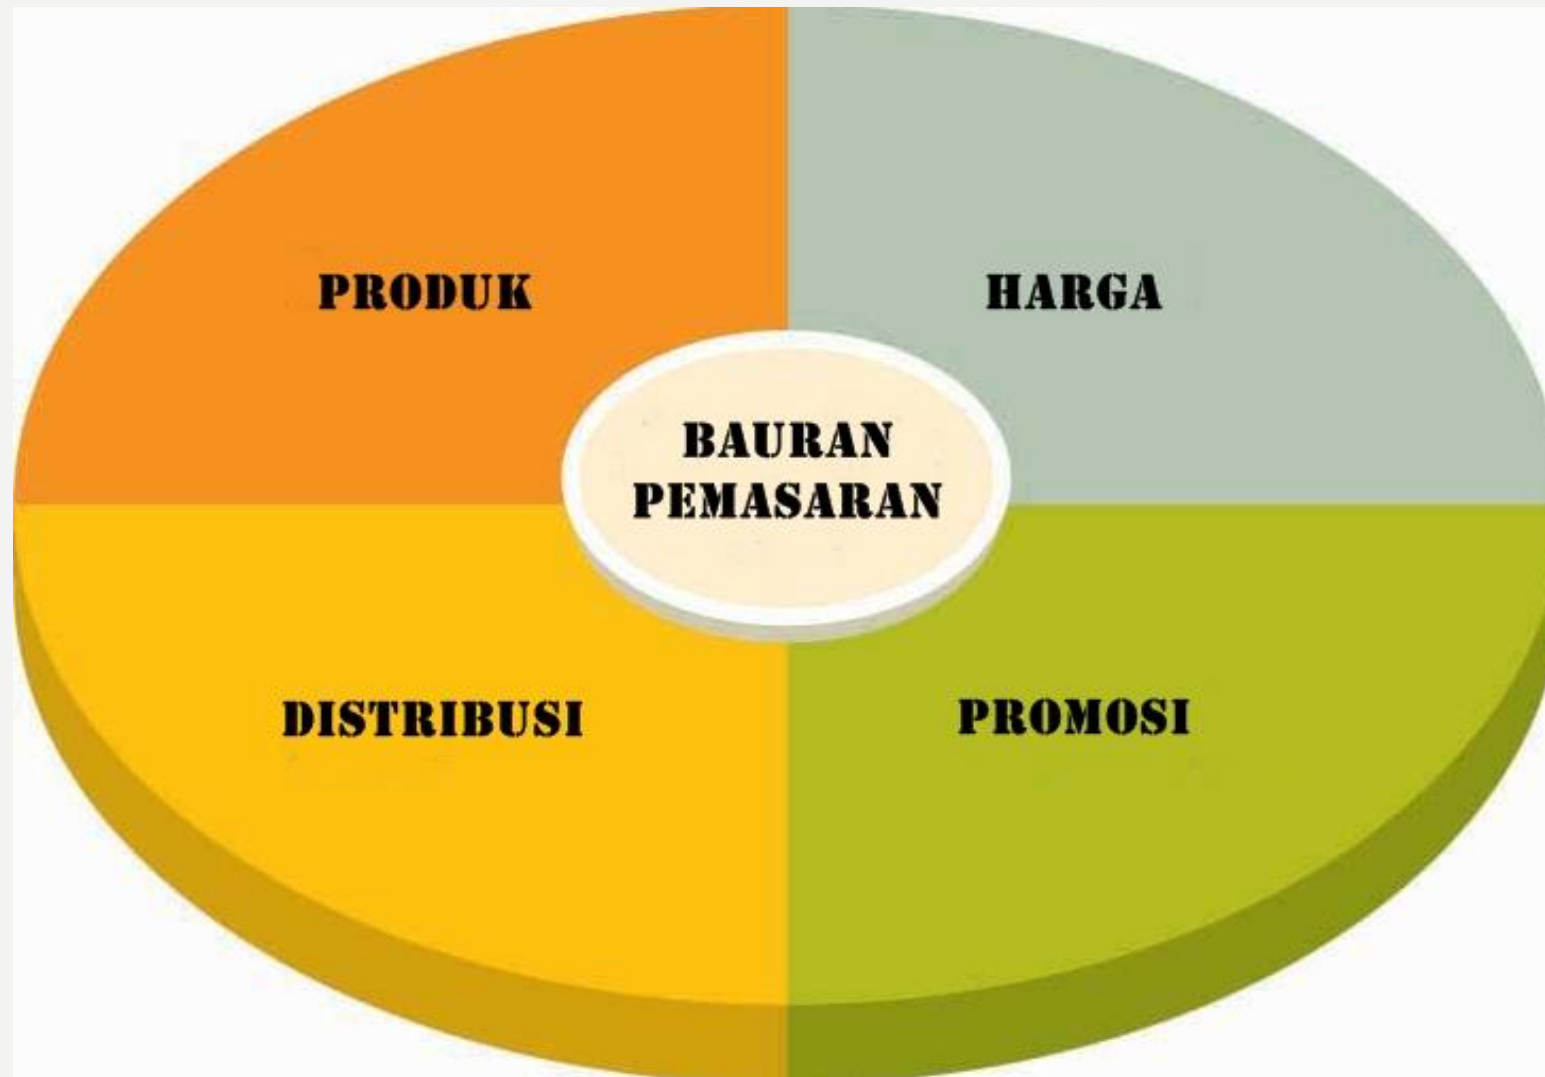 PRODUK
HARGA
BAURAN
PEMASARAN
DISTRIBUSI
PROMOSI